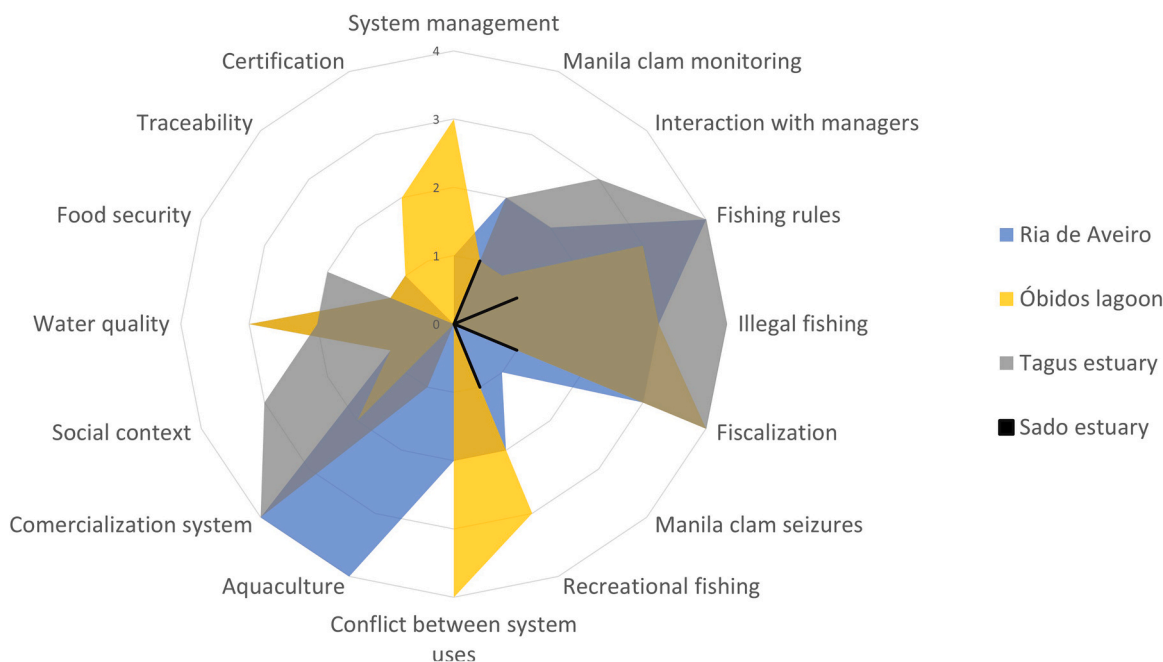 System management
Manila clam monitoring
Interaction with managers
Fishing rules
Illegal fishing
Fiscalization
Manila clam seizures
Recreational fishing
Conflict between system
uses
Aquaculture
Comercialization system
Social context
Water quality
Food security
Traceability
Certification
4
3
2
1
0
Ria de Aveiro
Óbidos lagoon
Tagus estuary
Sado estuary